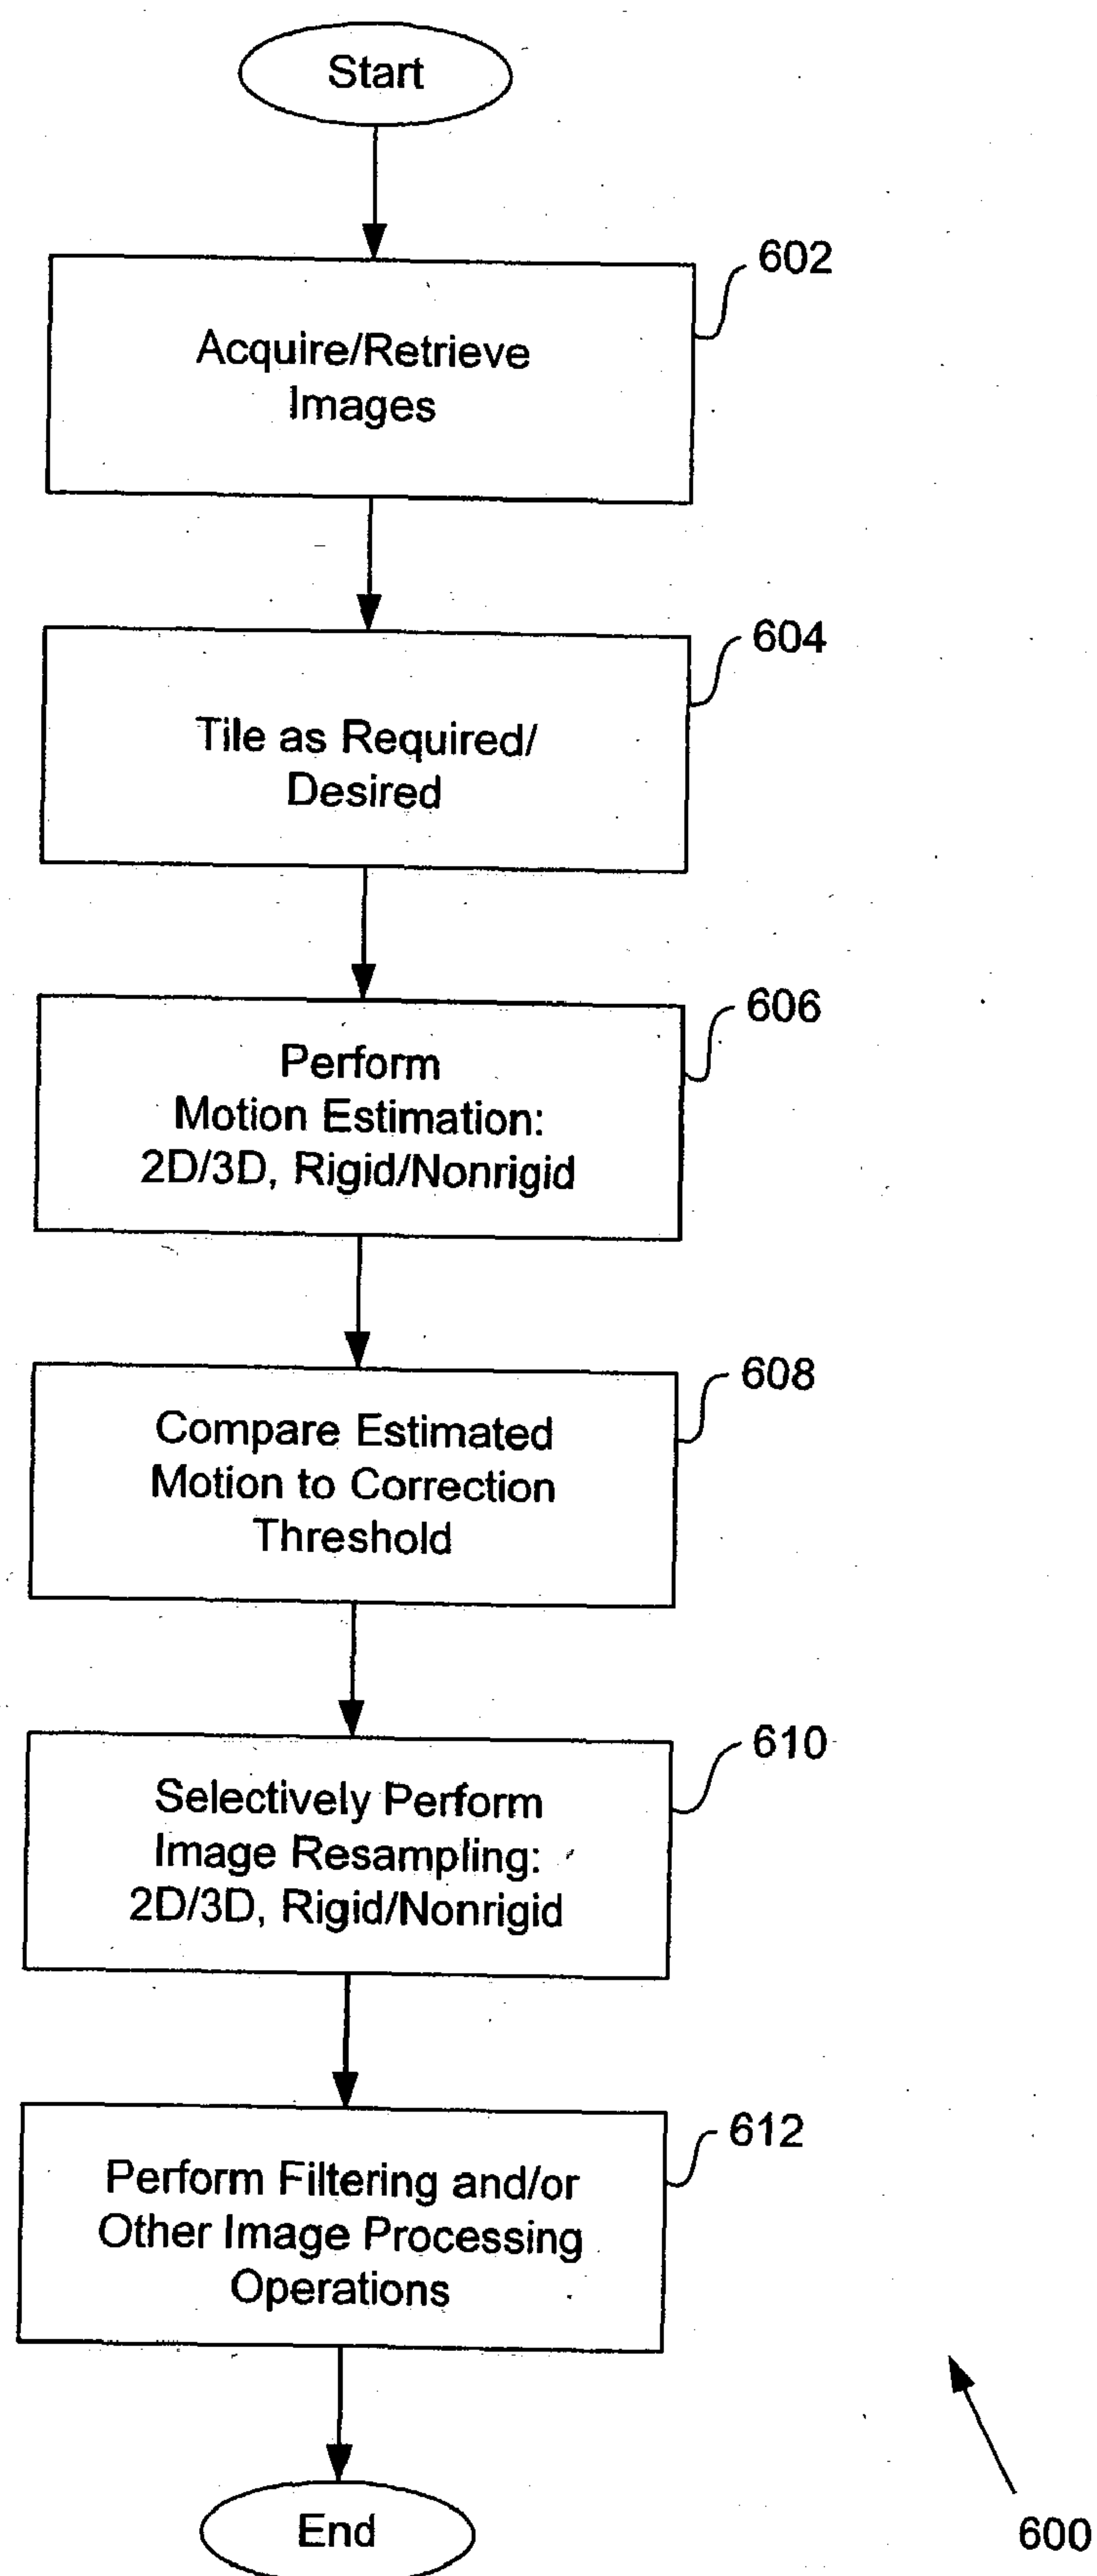 Start
602
Acquire/Retrieve
Images
604
Tile as Required/
Desired
606
Perform
Motion Estimation:
2D/3D, Rigid/Nonrigid
608
Compare Estimated
Motion to Correction
Threshold
610
Selectively Perform
Image Resampling:
2D/3D, Rigid/Nonrigid
612
Perform Filtering and/or
Other Image Processing
Operations
End
600